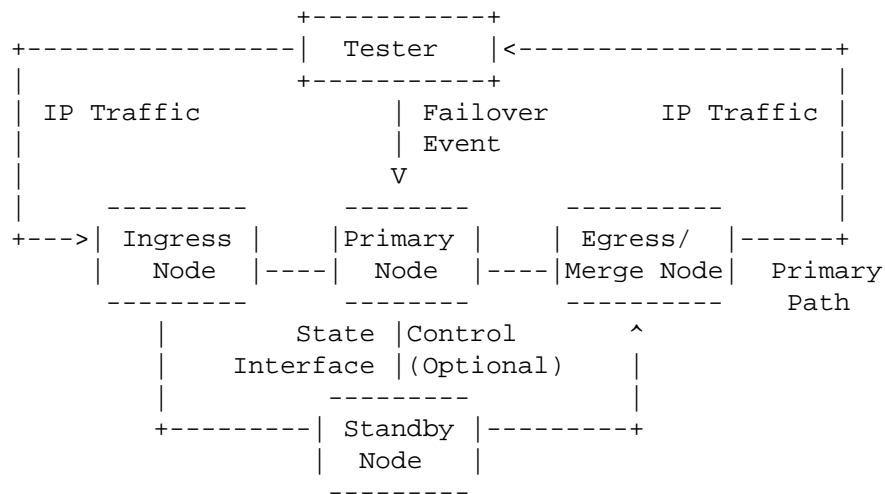 Tester
IP Traffic | Failover IP Traffic
| Event
V
Ingress Primary Egress/
Node Node Merge Node Primary
Path
State Control
Interface (Optional)
Standby
Node